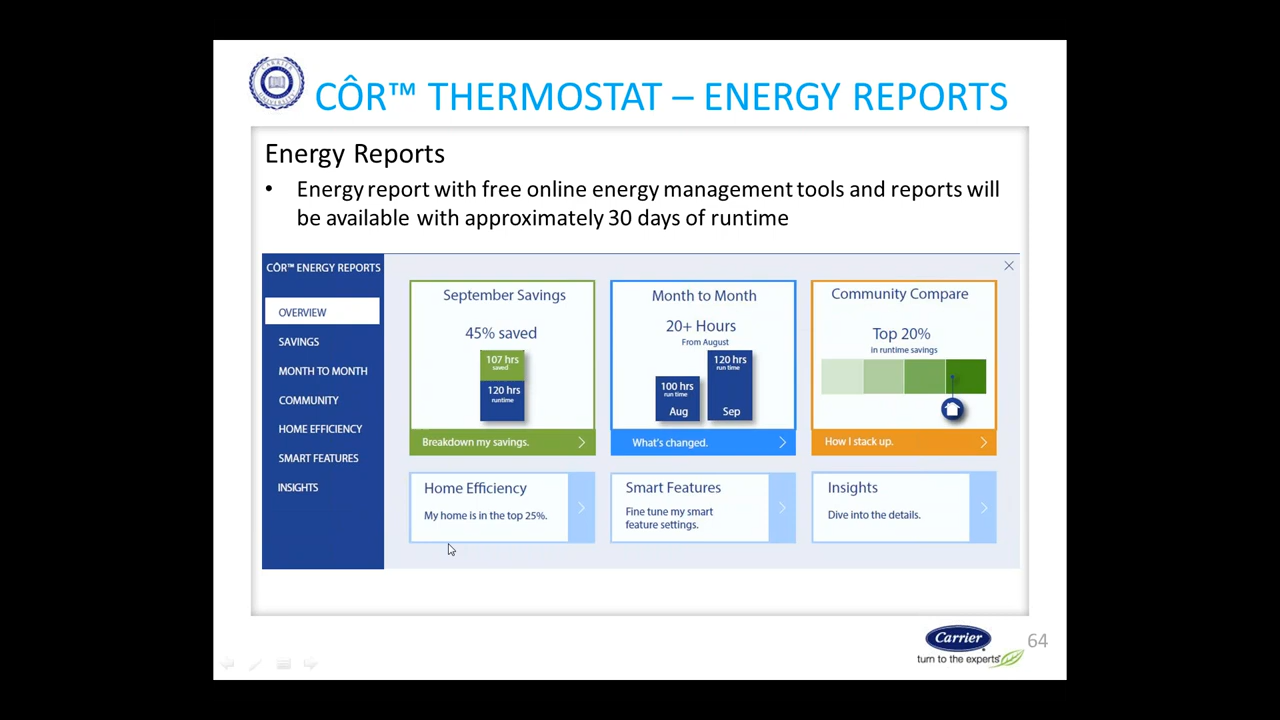 CÔR™ THERMOSTAT – ENERGY REPORTS
Energy Reports
• Energy report with free online energy management tools and reports will
be available with approximately 30 days of runtime
CÔR™ ENERGY REPORTS
OVERVIEW
SAVINGS
MONTH TO MONTH
COMMUNITY
HOME EFFICIENCY
SMART FEATURES
INSIGHTS
September Savings
45% saved
107 hrs
saved
120 hrs
runtime
Breakdown my savings.
Month to Month
20+ Hours
From August
100 hrs
run time
Aug
120 hrs
run time
Sep
What's changed.
Community Compare
Top 20%
in runtime savings
How I stack up.
Home Efficiency
My home is in the top 25%.
Smart Features
Fine tune my smart
feature settings.
Insights
Dive into the details.
Carrier
turn to the experts
64
CARRIER
UNIVERSITY